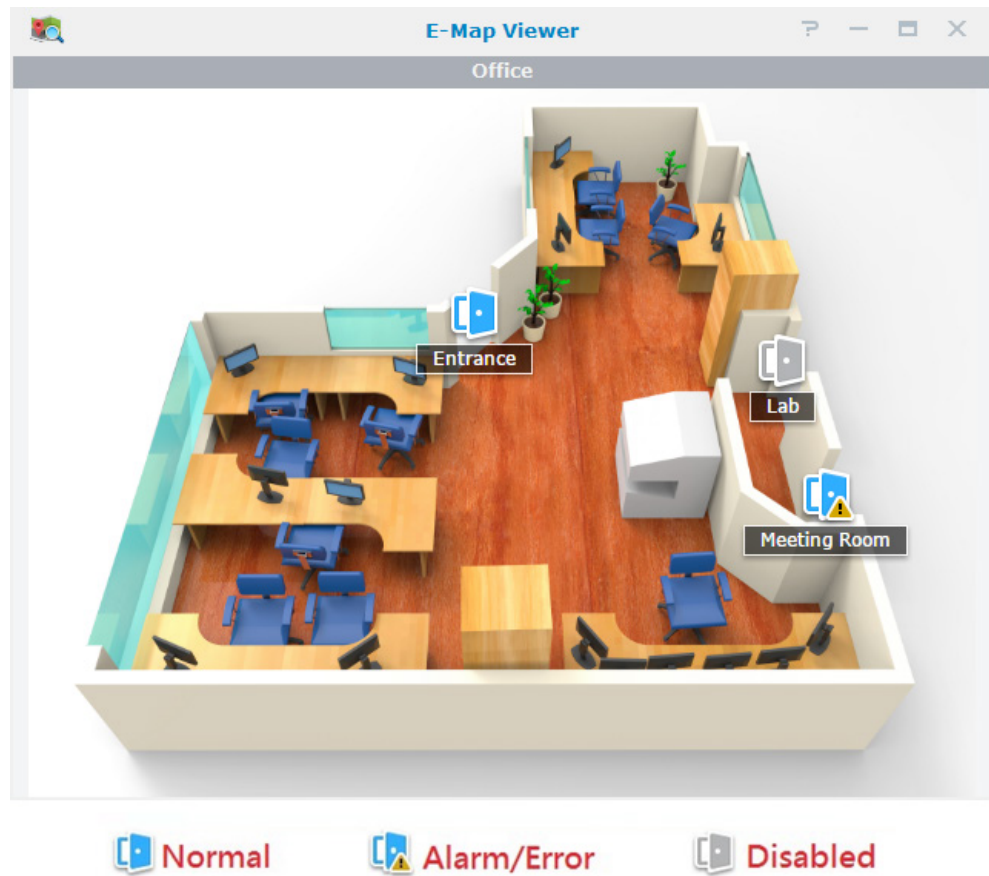 E-Map Viewer
Office
Entrance
Lab
Meeting Room
Normal
Alarm/Error
Disabled